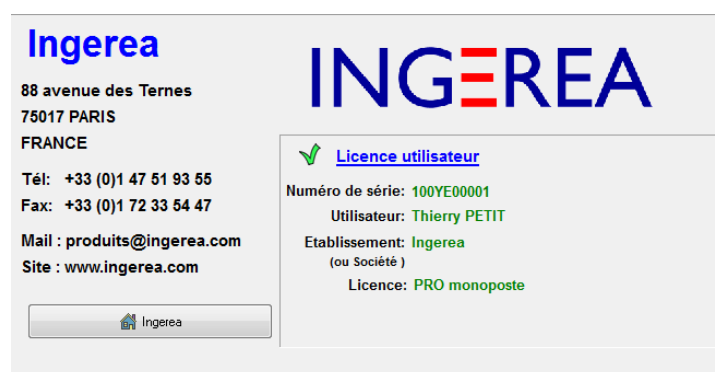 Ingerea
88 avenue des Ternes
75017 PARIS
FRANCE
Tél: +33 (0)1 47 51 93 55
Fax: +33 (0)1 72 33 54 47
Mail : produits@ingerea.com
Site : www.ingerea.com
Ingerea
INGEREA
Licence utilisateur
Numéro de série: 100YE00001
Utilisateur: Thierry PETIT
Etablissement: Ingerea
(ou Société )
Licence: PRO monoposte